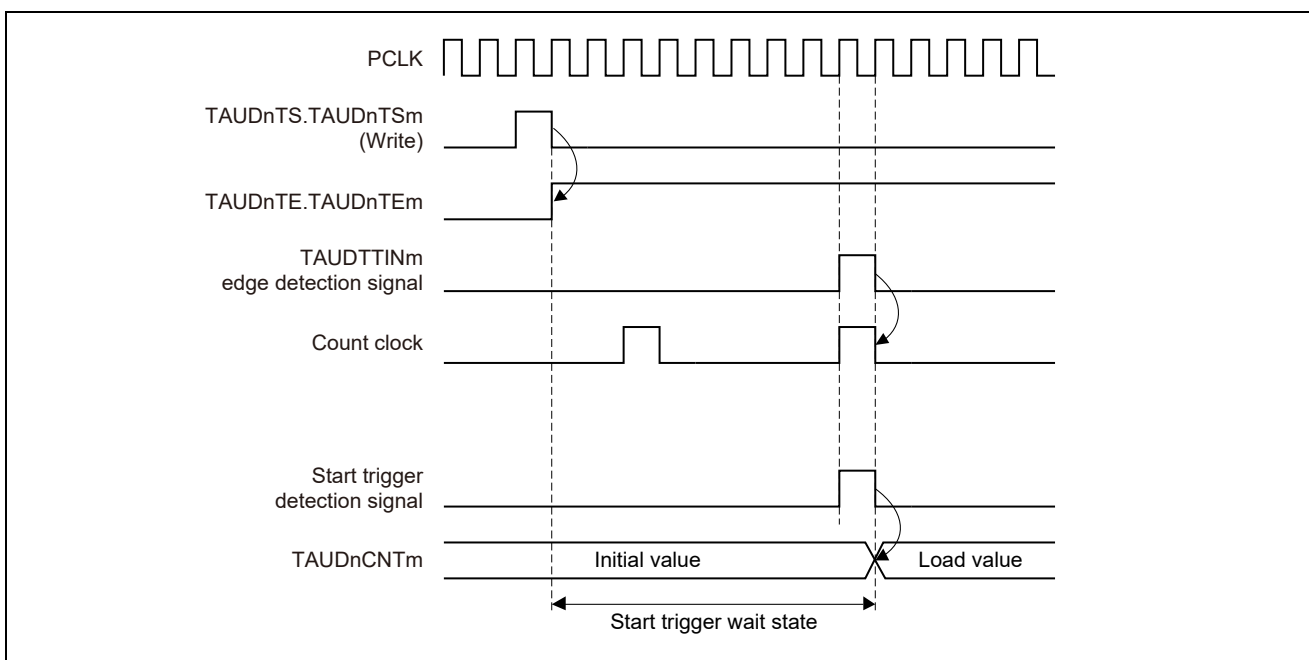 PCLK
TAUDnTS.TAUDnTSm
(Write)
TAUDnTE.TAUDnTEm
TAUDTTINm
edge detection signal
Count clock
Start trigger
detection signal
TAUDnCNTm
Initial value
Load value
Start trigger wait state